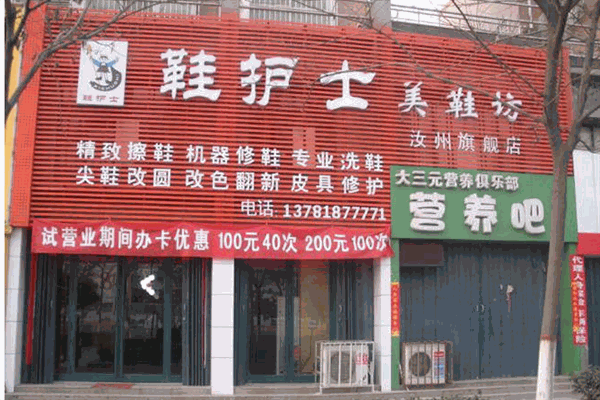 鞋护士
鞋护士 美鞋坊
汝州旗舰店
精致擦鞋 机器修鞋 专业洗鞋
尖鞋改圆 改色翻新 皮具修护
电话: 13781877771
试营业期间办卡优惠 100元40次 200元100次
大三元营养俱乐部
营养吧